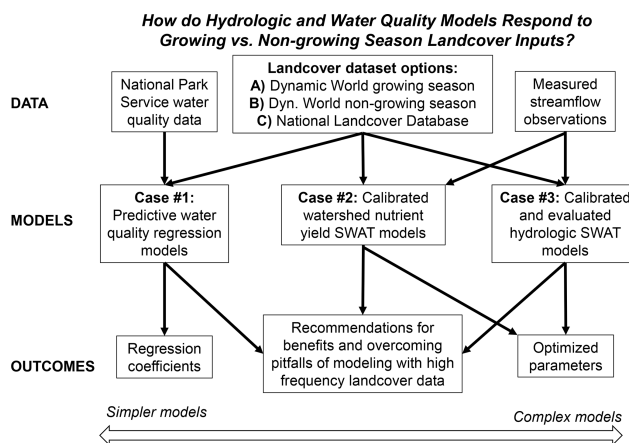 How do Hydrologic and Water Quality Models Respond to
Growing vs. Non-growing Season Landcover Inputs?
DATA
National Park
Service water
quality data
Landcover dataset options:
A) Dynamic World growing season
B) Dyn. World non-growing season
C) National Landcover Database
Measured
streamflow
observations
MODELS
Case #1:
Predictive water
quality regression
models
Case #2: Calibrated
watershed nutrient
yield SWAT models
Case #3: Calibrated
and evaluated
hydrologic SWAT
models
OUTCOMES
Regression
coefficients
Recommendations for
benefits and overcoming
pitfalls of modeling with high
frequency landcover data
Optimized
parameters
Simpler models
Complex models